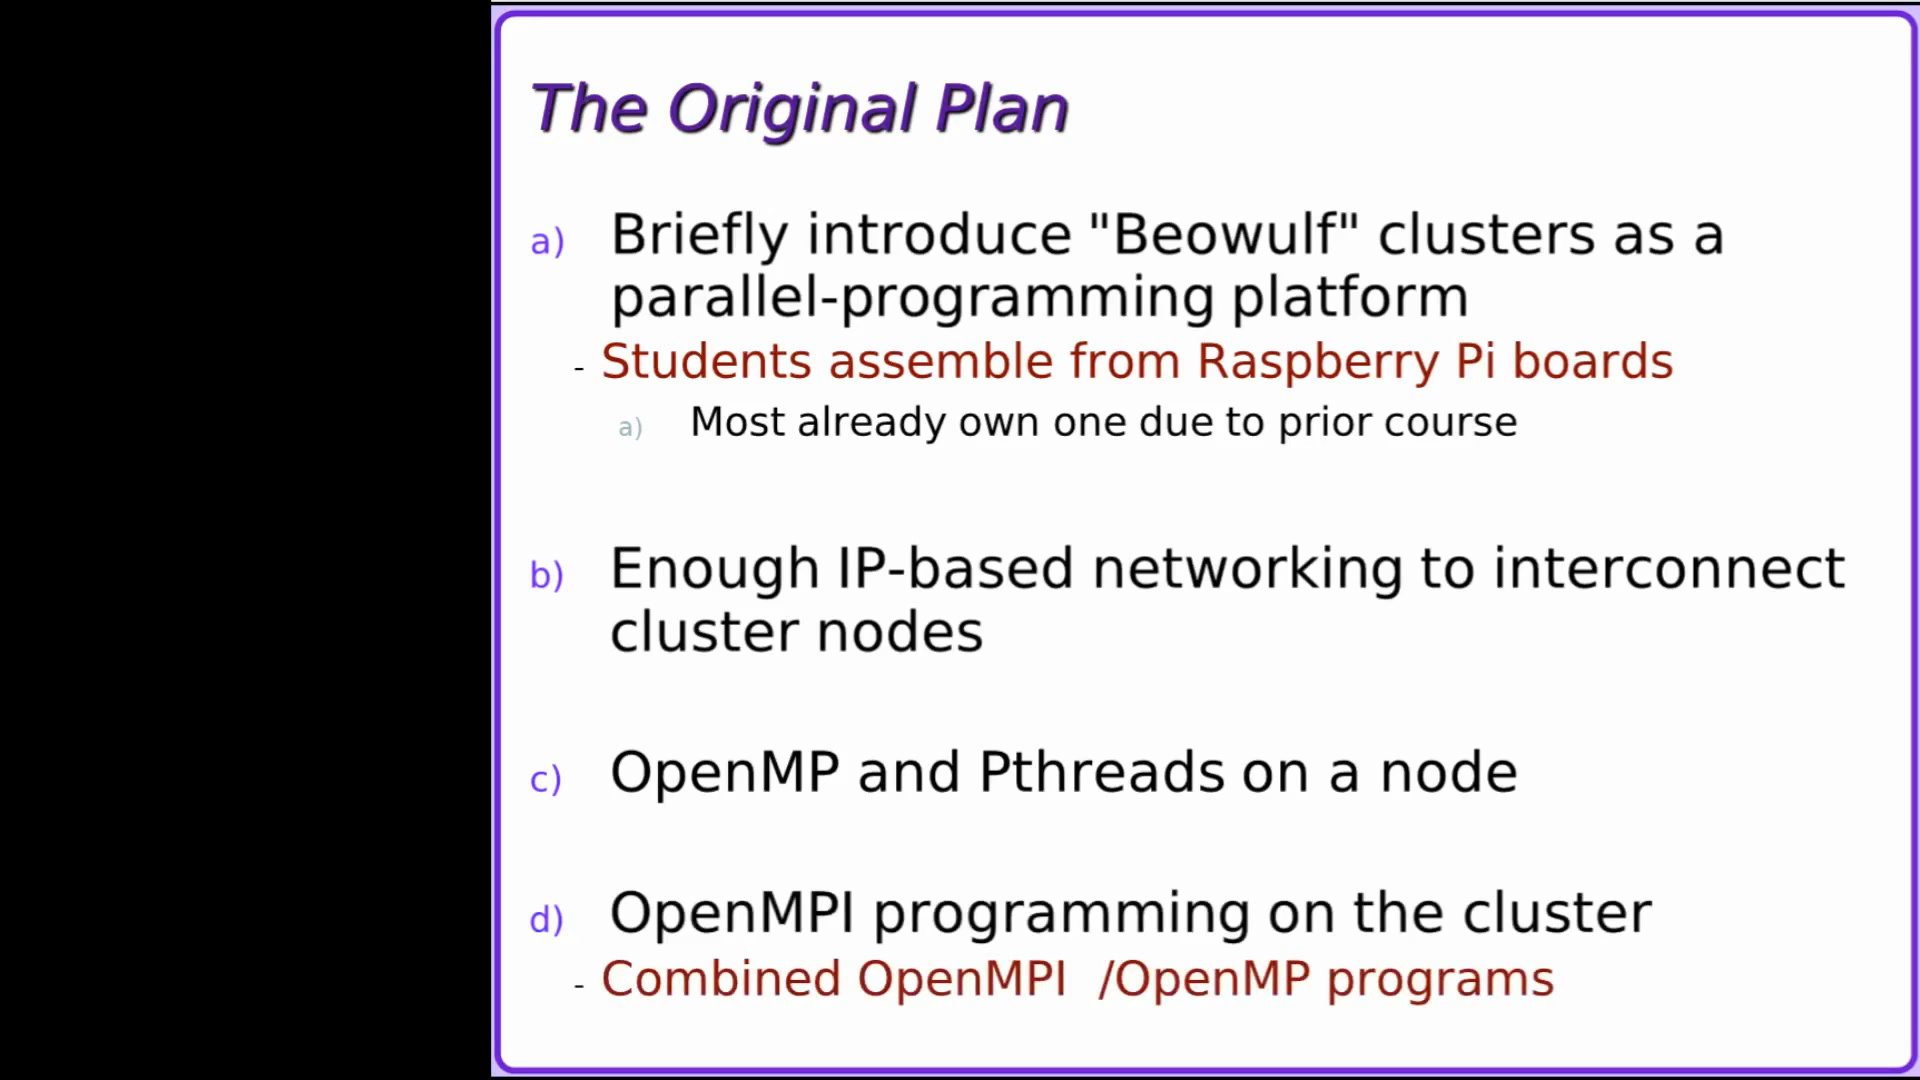 The Original Plan
a) Briefly introduce "Beowulf" clusters as a
parallel-programming platform
- Students assemble from Raspberry Pi boards
a) Most already own one due to prior course
b) Enough IP-based networking to interconnect
cluster nodes
c) OpenMP and Pthreads on a node
d) OpenMPI programming on the cluster
- Combined OpenMPI  /OpenMP programs